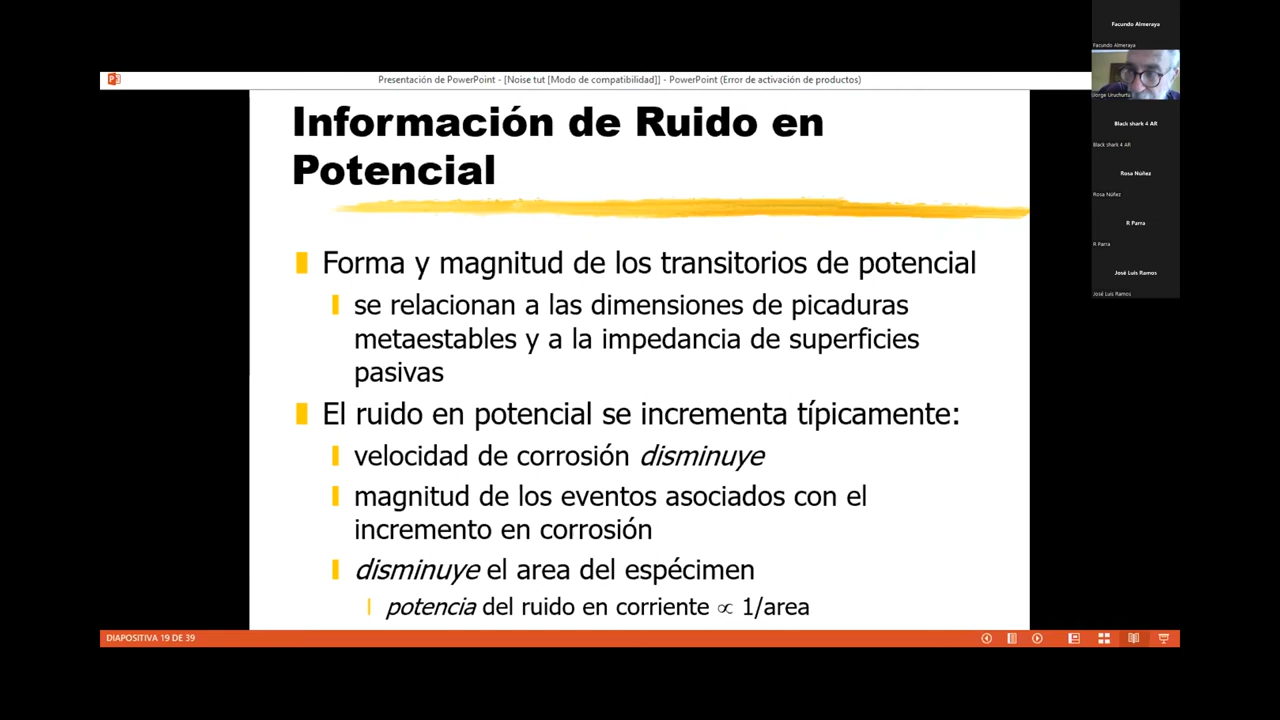 Presentación de PowerPoint - [Noise tut [Modo de compatibilidad]] - PowerPoint (Error de activación de productos)
Información de Ruido en
Potencial
Forma y magnitud de los transitorios de potencial
se relacionan a las dimensiones de picaduras
metaestables y a la impedancia de superficies
pasivas
El ruido en potencial se incrementa típicamente:
velocidad de corrosión disminuye
magnitud de los eventos asociados con el
incremento en corrosión
disminuye el area del espécimen
potencia del ruido en corriente ∝ 1/area
DIAPOSITIVA 19 DE 39
Facundo Almeraya
Facundo Almeraya
Jorge Uruchurtu
Black shark 4 AR
Black shark 4 AR
Rosa Núñez
Rosa Núñez
R Parra
R Parra
José Luis Ramos
José Luis Ramos